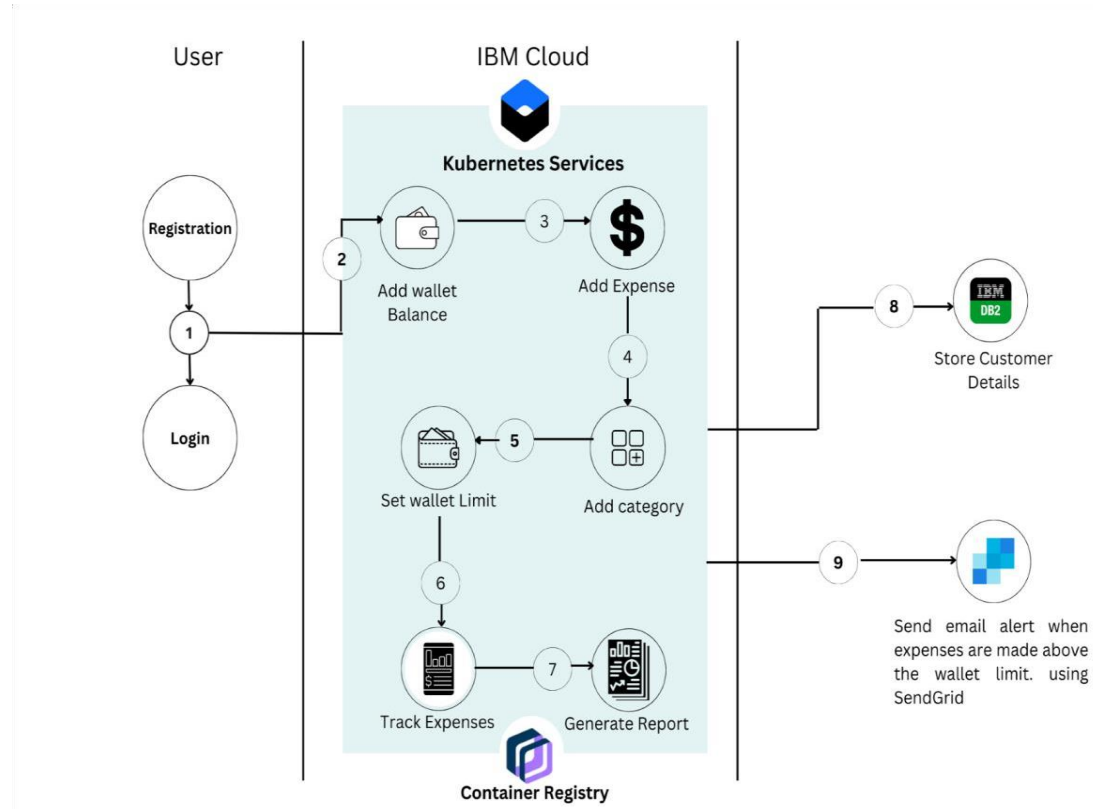 User
IBM Cloud
Kubernetes Services
Registration
1
Login
2
Add wallet
Balance
3
Add Expense
4
Add category
5
Set wallet Limit
6
Track Expenses
7
Generate Report
Container Registry
8
IBM
DB2
Store Customer
Details
9
Send email alert when
expenses are made above
the wallet limit. using
SendGrid